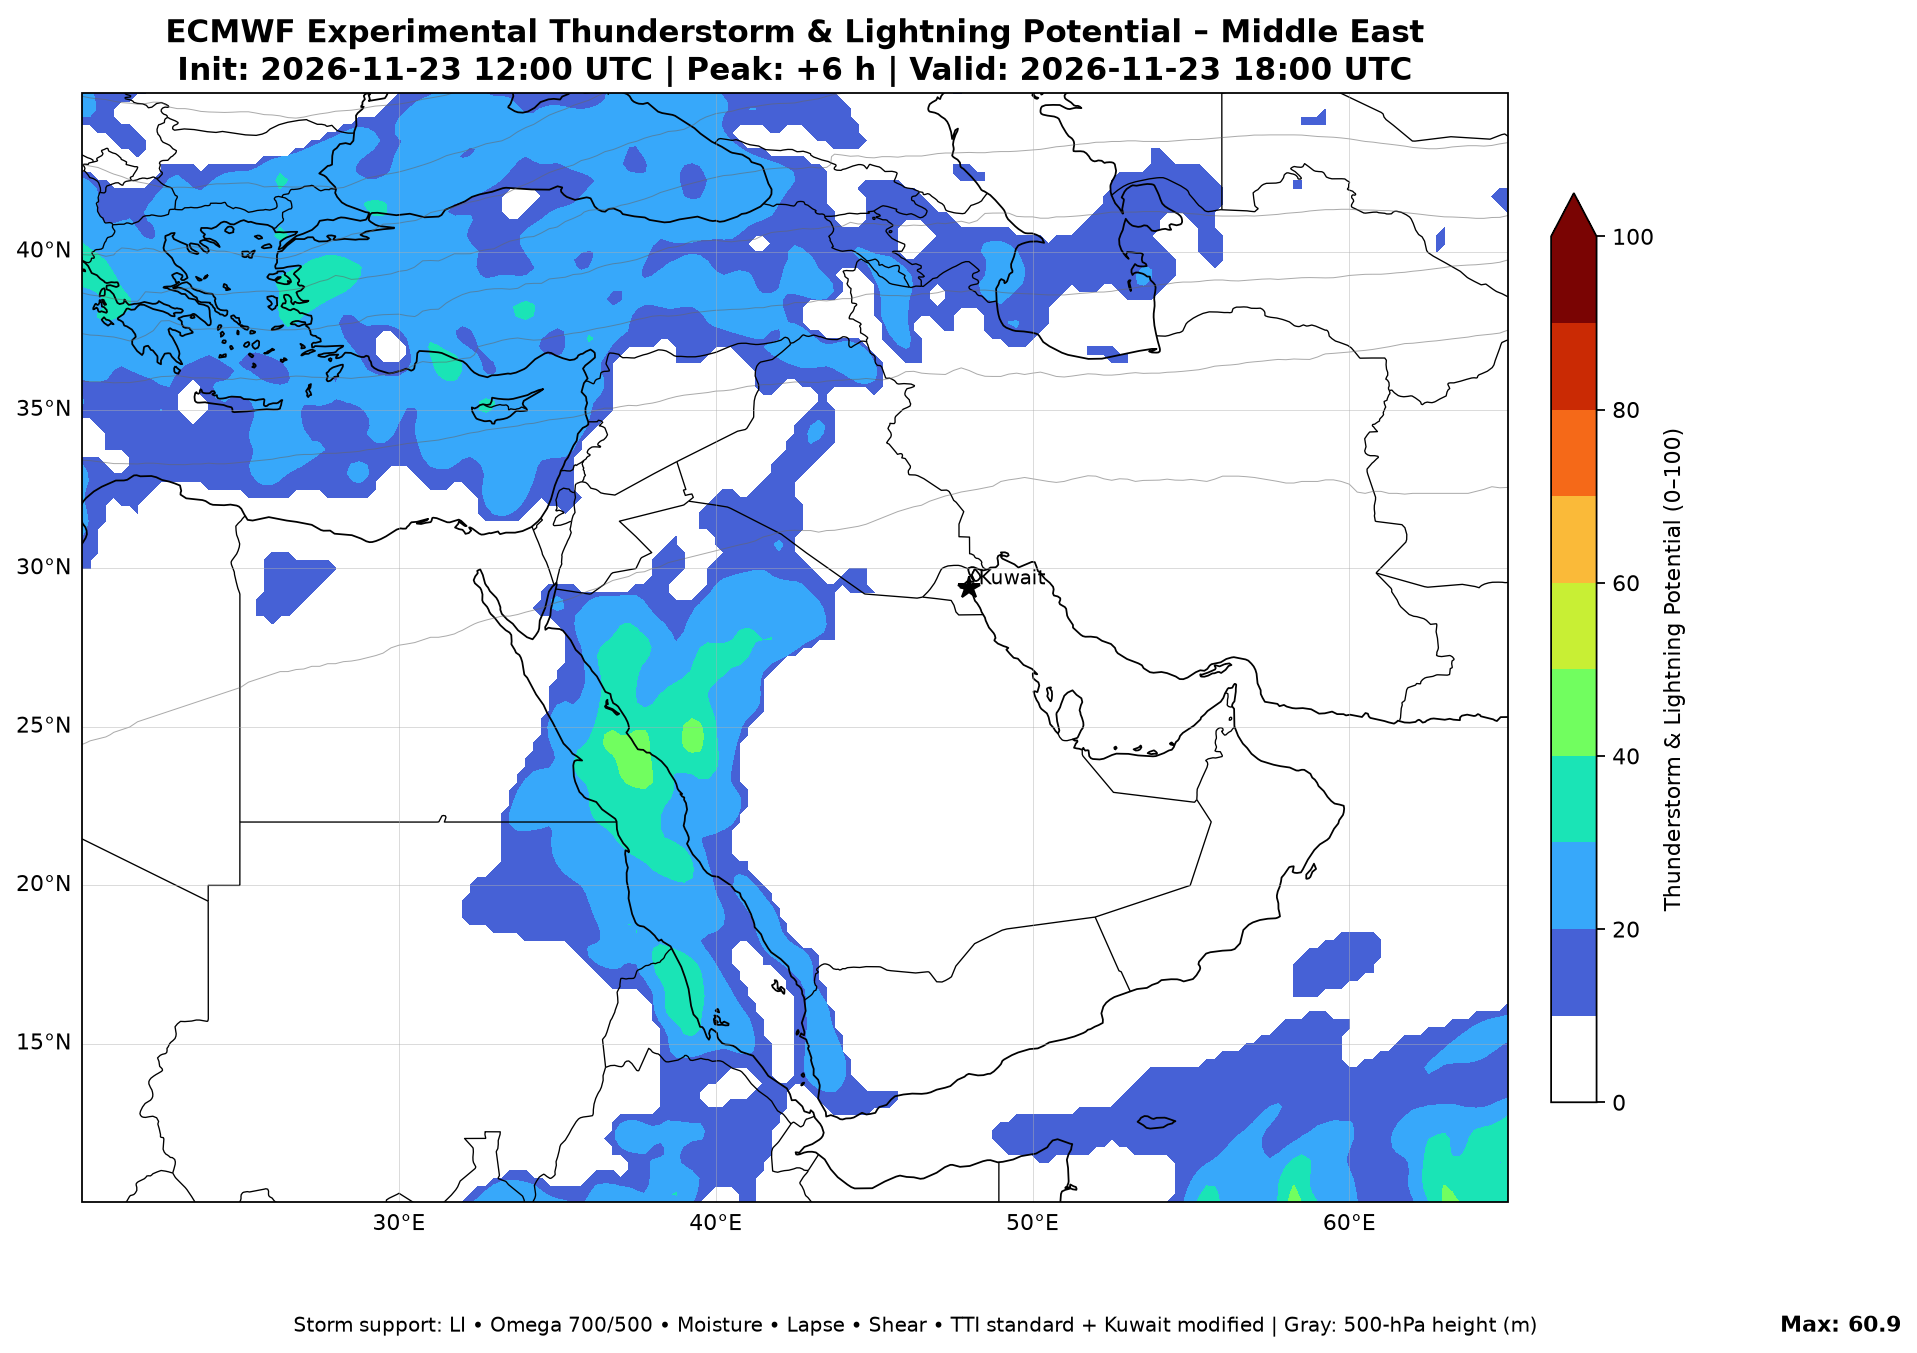 ECMWF Experimental Thunderstorm & Lightning Potential – Middle East
Init: 2026-11-23 12:00 UTC | Peak: +6 h | Valid: 2026-11-23 18:00 UTC
40°N
35°N
30°N
25°N
20°N
15°N
Kuwait
30°E
40°E
50°E
60°E
100
80
60
40
20
0
Thunderstorm & Lightning Potential (0–100)
Storm support: LI • Omega 700/500 • Moisture • Lapse • Shear • TTI standard + Kuwait modified | Gray: 500-hPa height (m)
Max: 60.9